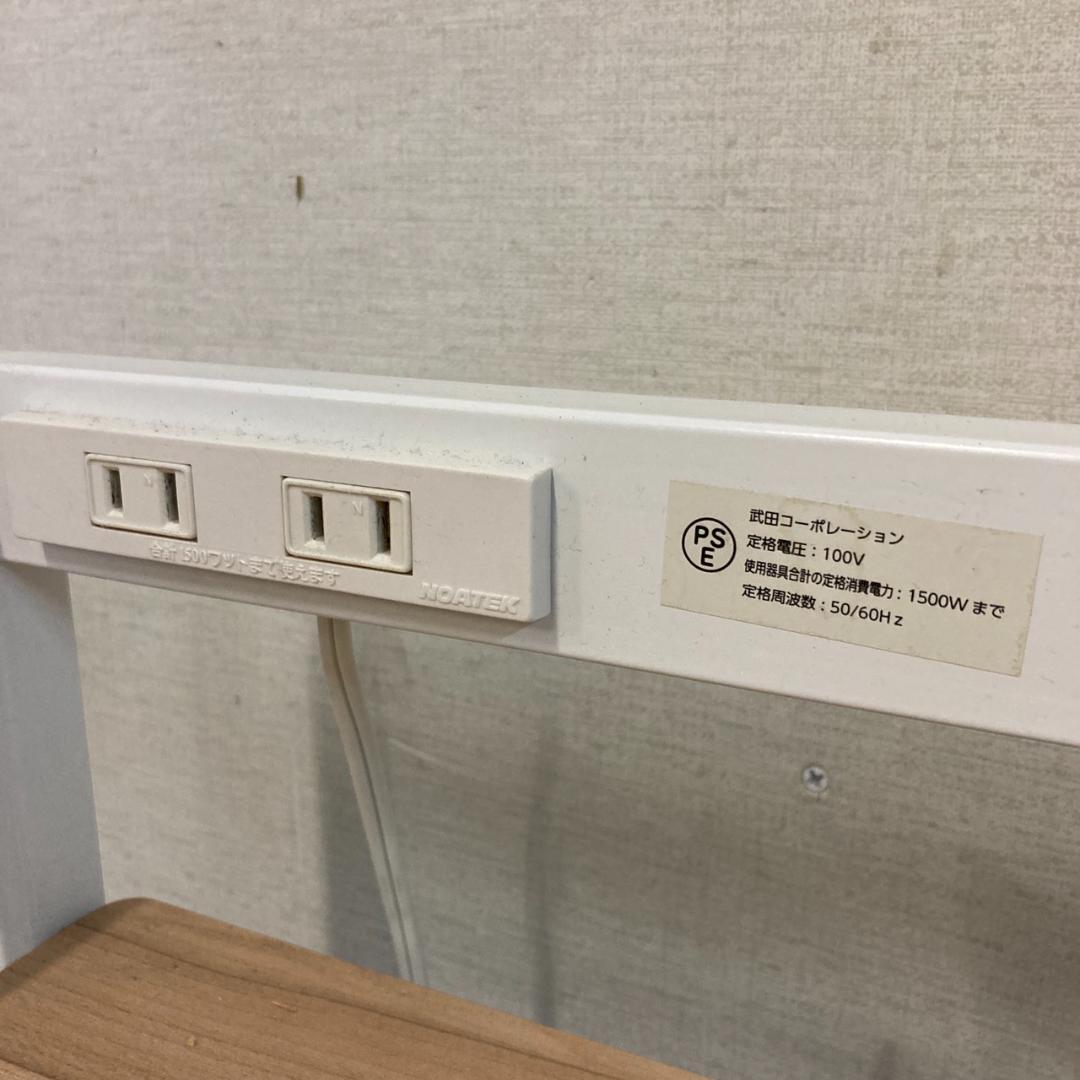 N
N
合計1500ワットまで使えます
NOATEK
PS
E
武田コーポレーション
定格電圧：100V
使用器具合計の定格消費電力：1500Wまで
定格周波数：50/60Hz